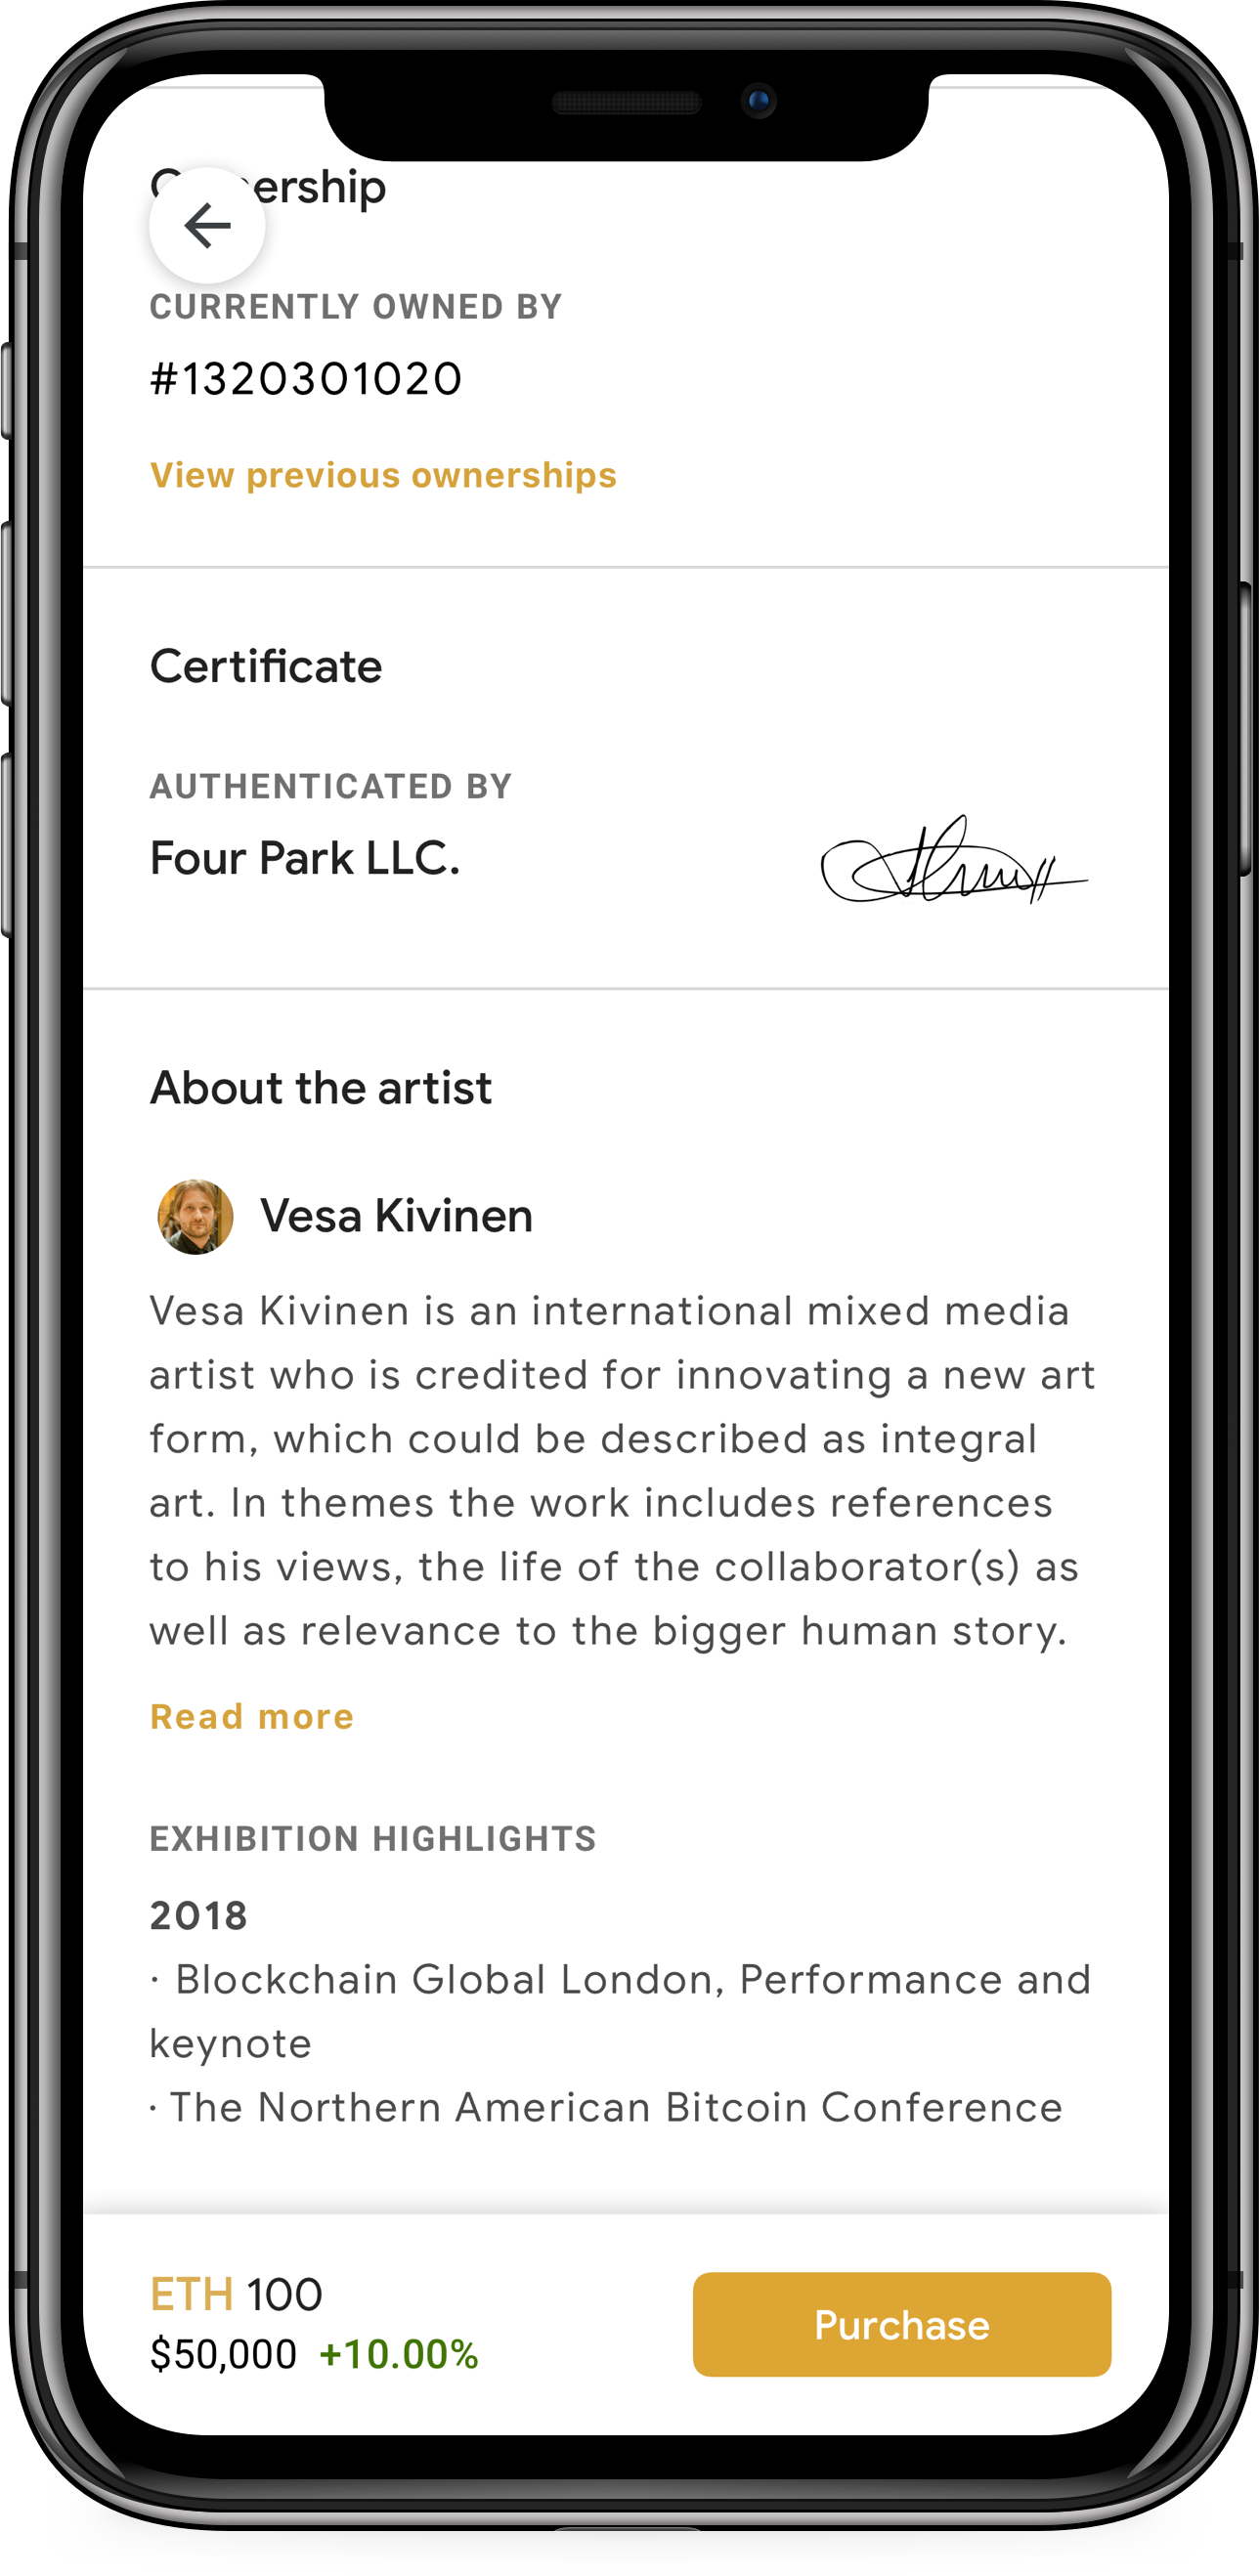 ership
CURRENTLY OWNED BY
#1320301020
View previous ownerships
Certificate
AUTHENTICATED BY
Four Park LLC.
About the artist
Vesa Kivinen
Vesa Kivinen is an international mixed media
artist who is credited for innovating a new art
form, which could be described as integral
art. In themes the work includes references
to his views, the life of the collaborator(s) as
well as relevance to the bigger human story.
Read more
EXHIBITION HIGHLIGHTS
2018
· Blockchain Global London, Performance and
keynote
· The Northern American Bitcoin Conference
ETH 100
$50,000 +10.00%
Purchase